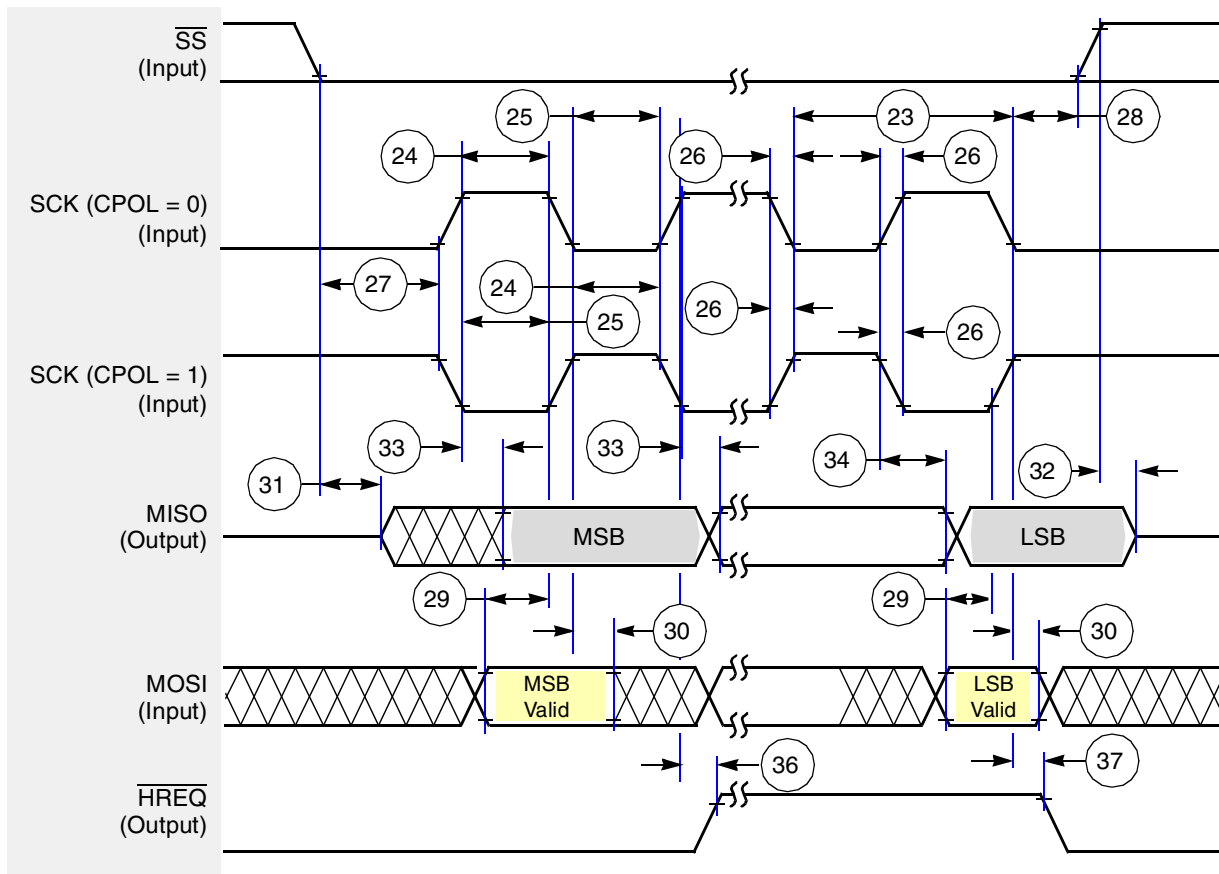 SS
(Input)
25
23
28
24
26
26
SCK (CPOL = 0)
(Input)
27
24
26
25
26
SCK (CPOL = 1)
(Input)
33
33
34
32
31
MISO
(Output)
MSB
LSB
29
29
30
30
MOSI
(Input)
MSB
Valid
LSB
Valid
36
37
HREQ
(Output)